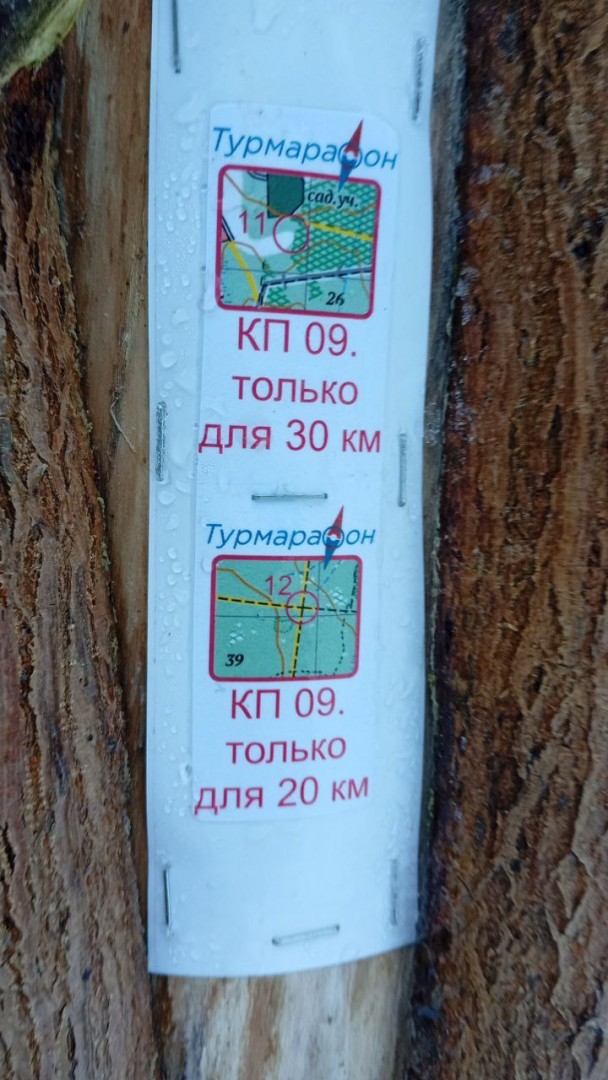 Турмарафон
сад.уч.
11
26
КП 09.
только
для 30 км
Турмарафон
12
39
КП 09.
только
для 20 км